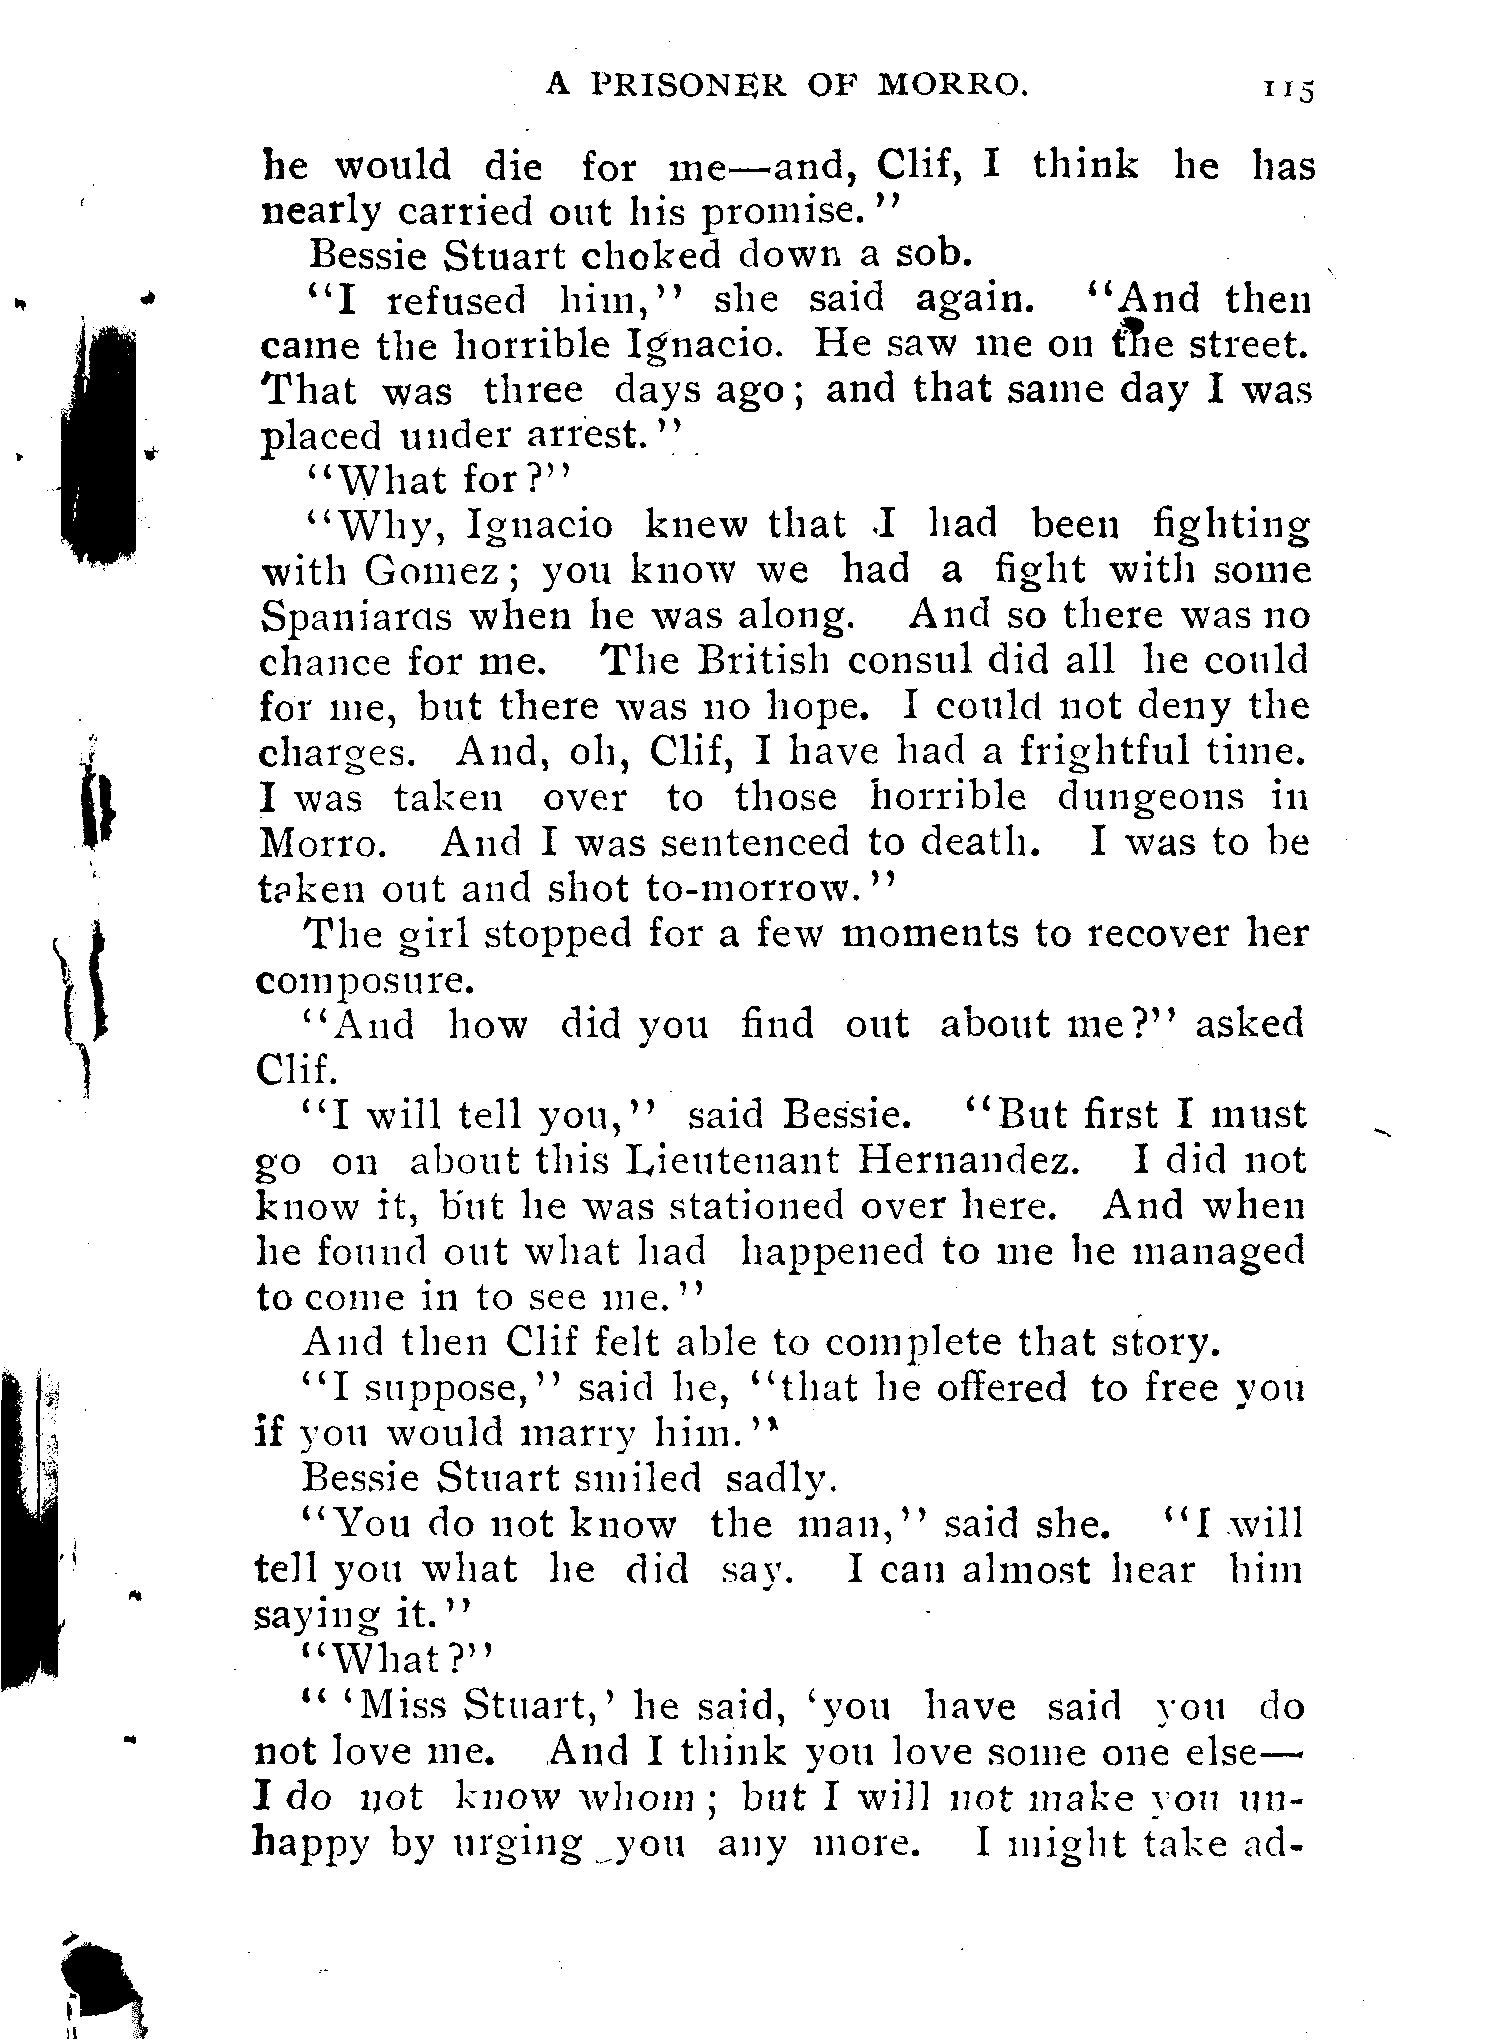 A PRISONER OF MORRO. 115
he would die for me—and, Clif, I think he has
nearly carried out his promise."
Bessie Stuart choked down a sob.
"I refused him," she said again. "And then
came the horrible Ignacio. He saw me on the street.
That was three days ago; and that same day I was
placed under arrest."
"What for?"
"Why, Ignacio knew that I had been fighting
with Gomez; you know we had a fight with some
Spaniards when he was along. And so there was no
chance for me. The British consul did all he could
for me, but there was no hope. I could not deny the
charges. And, oh, Clif, I have had a frightful time.
I was taken over to those horrible dungeons in
Morro. And I was sentenced to death. I was to be
taken out and shot to-morrow."
The girl stopped for a few moments to recover her
composure.
"And how did you find out about me?" asked
Clif.
"I will tell you," said Bessie. "But first I must
go on about this Lieutenant Hernandez. I did not
know it, but he was stationed over here. And when
he found out what had happened to me he managed
to come in to see me."
And then Clif felt able to complete that story.
"I suppose," said he, "that he offered to free you
if you would marry him."
Bessie Stuart smiled sadly.
"You do not know the man," said she. "I will
tell you what he did say. I can almost hear him
saying it."
"What?"
" 'Miss Stuart,' he said, 'you have said you do
not love me. And I think you love some one else—
I do not know whom; but I will not make you un-
happy by urging you any more. I might take ad-